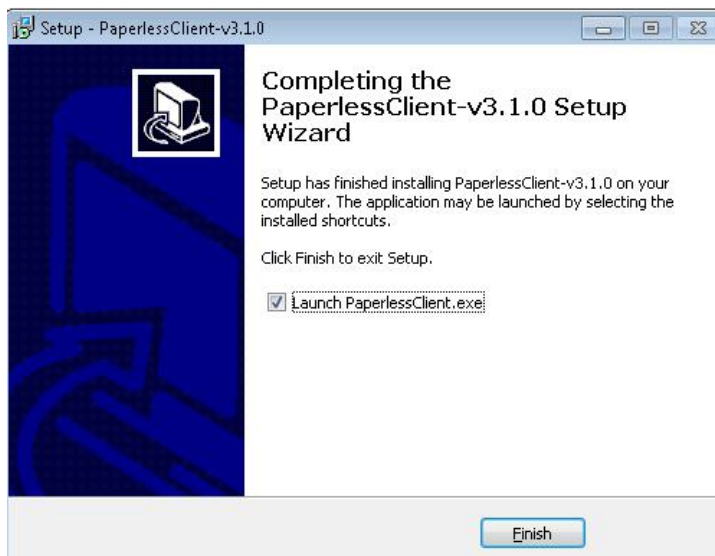 Setup - PaperlessClient-v3.1.0
Completing the
PaperlessClient-v3.1.0 Setup
Wizard
Setup has finished installing PaperlessClient-v3.1.0 on your
computer. The application may be launched by selecting the
installed shortcuts.
Click Finish to exit Setup.
Launch PaperlessClient.exe
Finish